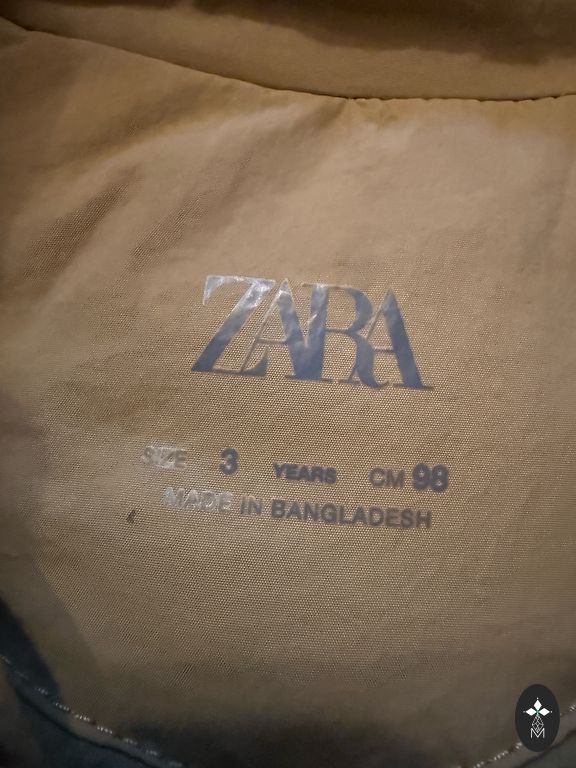 ZARA
SIZE 3 YEARS CM 98
MADE IN BANGLADESH
M